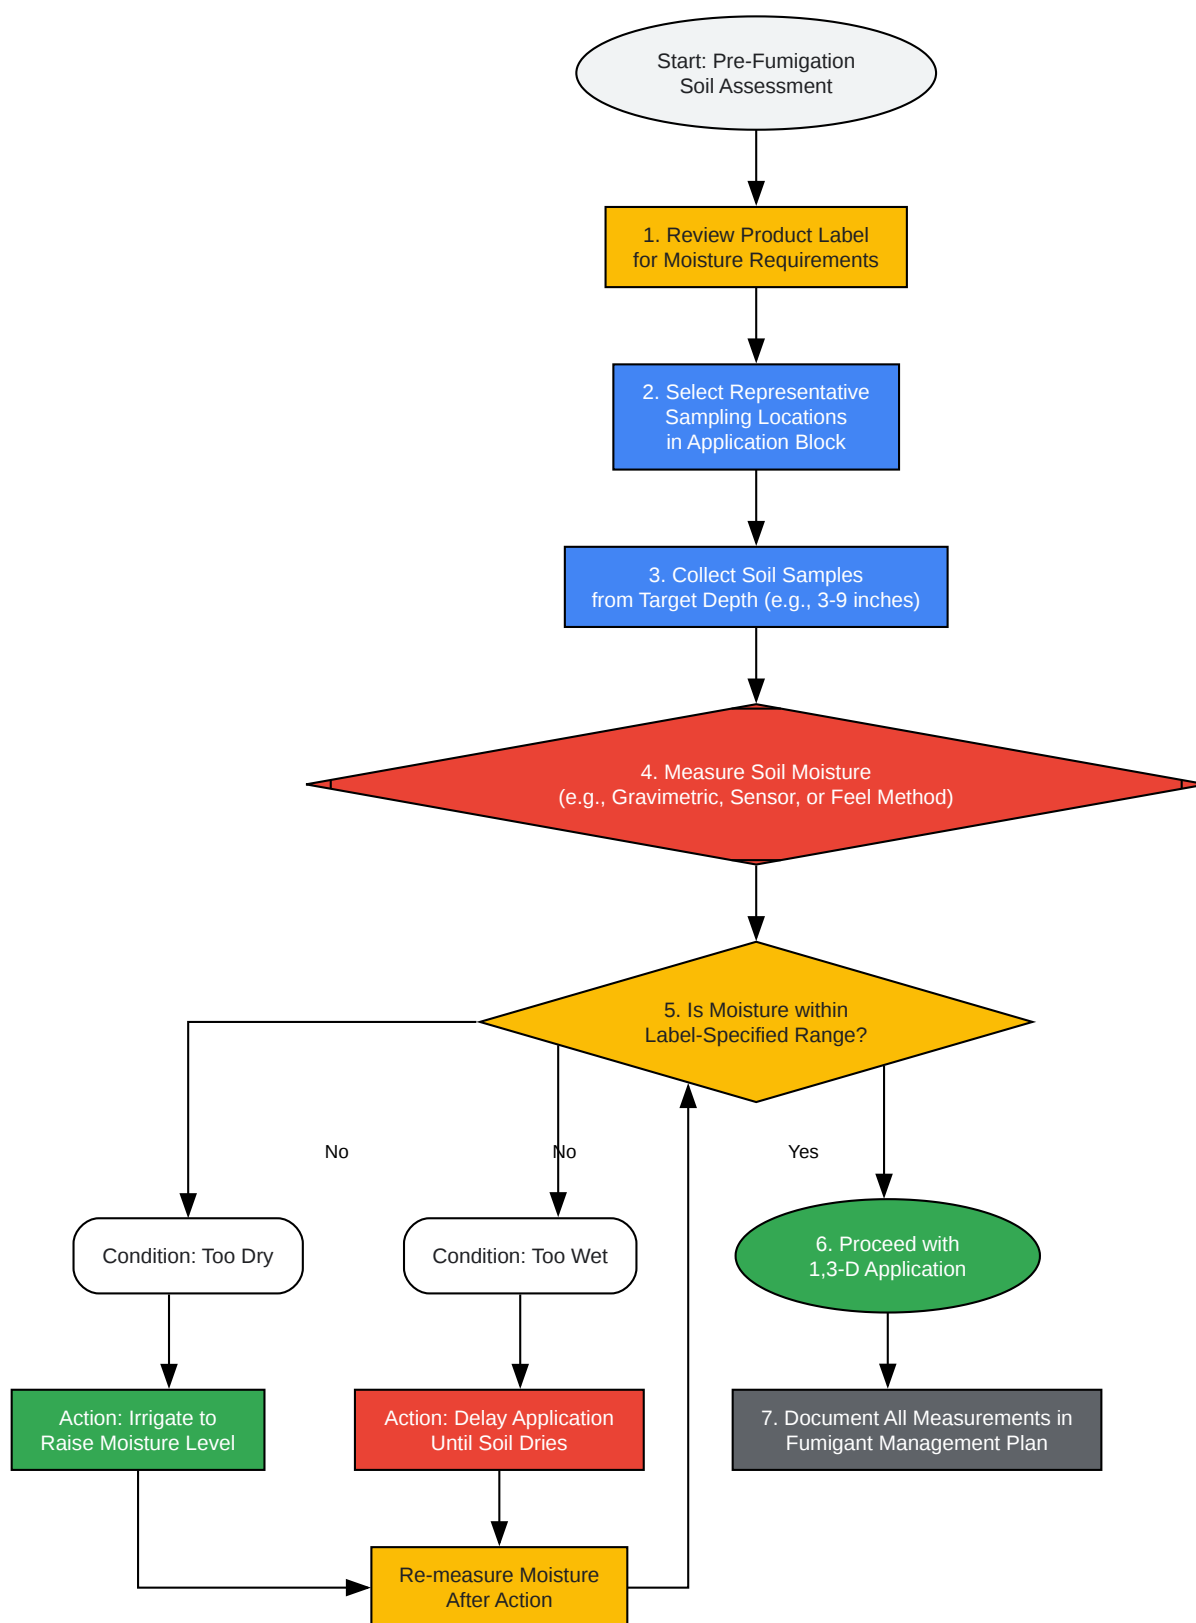 Start: Pre-Fumigation
Soil Assessment
1. Review Product Label
for Moisture Requirements
2. Select Representative
Sampling Locations
in Application Block
3. Collect Soil Samples
from Target Depth (e.g., 3-9 inches)
4. Measure Soil Moisture
(e.g., Gravimetric, Sensor, or Feel Method)
5. Is Moisture within
Label-Specified Range?
No
No
Yes
Condition: Too Dry
Condition: Too Wet
6. Proceed with
1,3-D Application
Action: Irrigate to
Raise Moisture Level
Action: Delay Application
Until Soil Dries
7. Document All Measurements in
Fumigant Management Plan
Re-measure Moisture
After Action